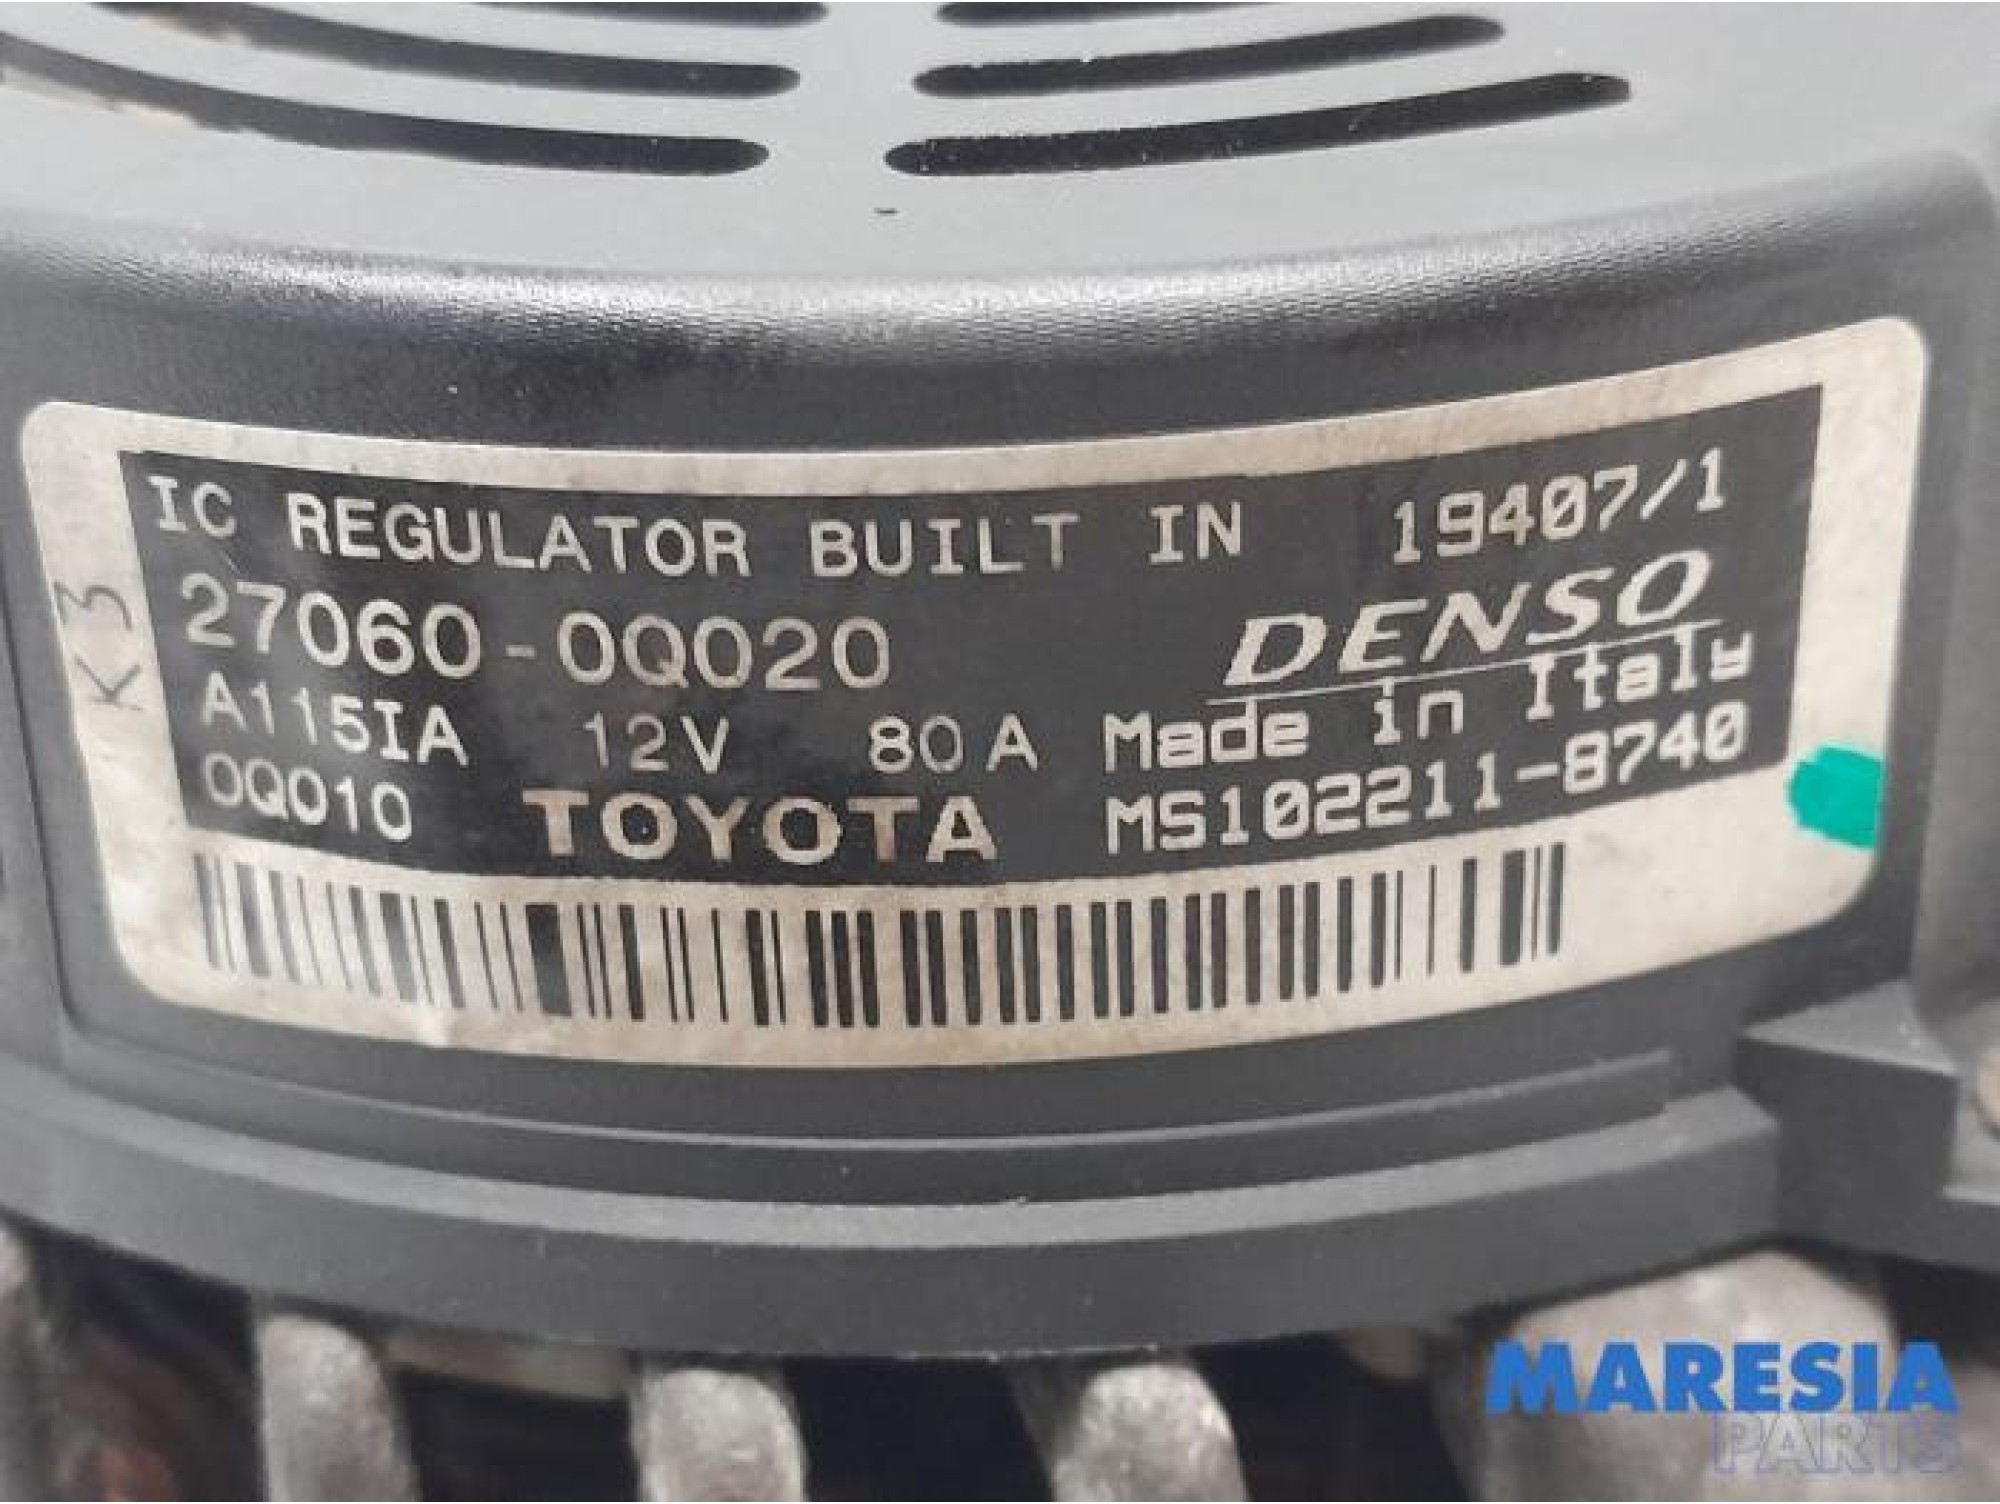 IC REGULATOR BUILT IN 19407/1
27060-0Q020 DENSO
A115IA 12V 80A Made in Italy
0Q010 TOYOTA MS102211-8740
K3
MARESIA
PARTS